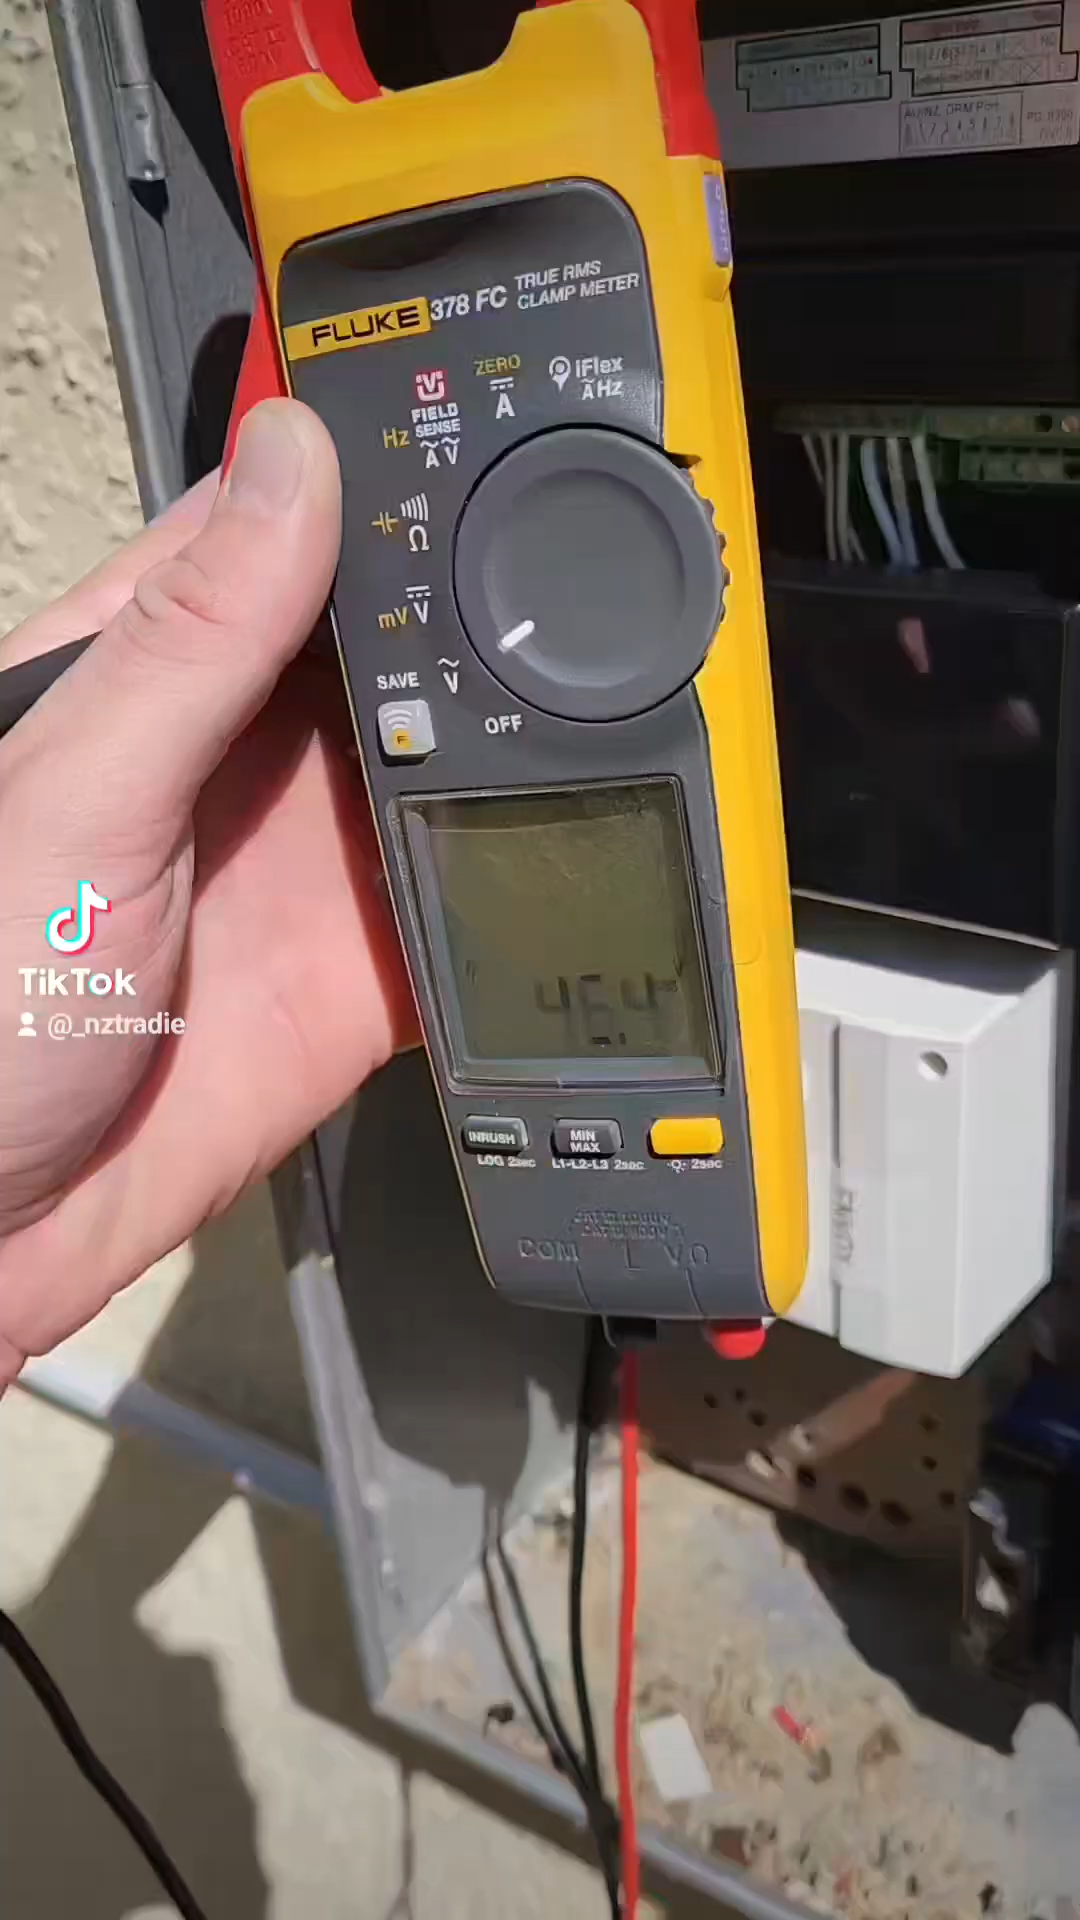 FLUKE 378 FC TRUE RMS
CLAMP METER
ZERO
A
iFlex
A Hz
FIELD
SENSE
Hz
A V
Ω
mV V
SAVE
V
OFF
46.4
INRUSH
MIN
MAX
LOG 2sec
L1-L2-L3 2sec
2sec
COM
VΩ
TikTok
@_nztradie